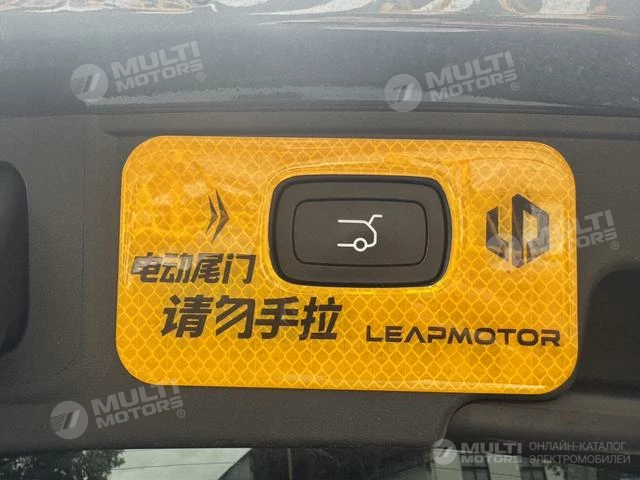 MULTI
MOTORS
MULTI
MOTORS
电动尾门
请勿手拉
LEAPMOTOR
MULTI
MOTORS
MULTI
MOTORS
MULTI
MOTORS
ОНЛАЙН-КАТАЛОГ
ЭЛЕКТРОМОБИЛЕЙ